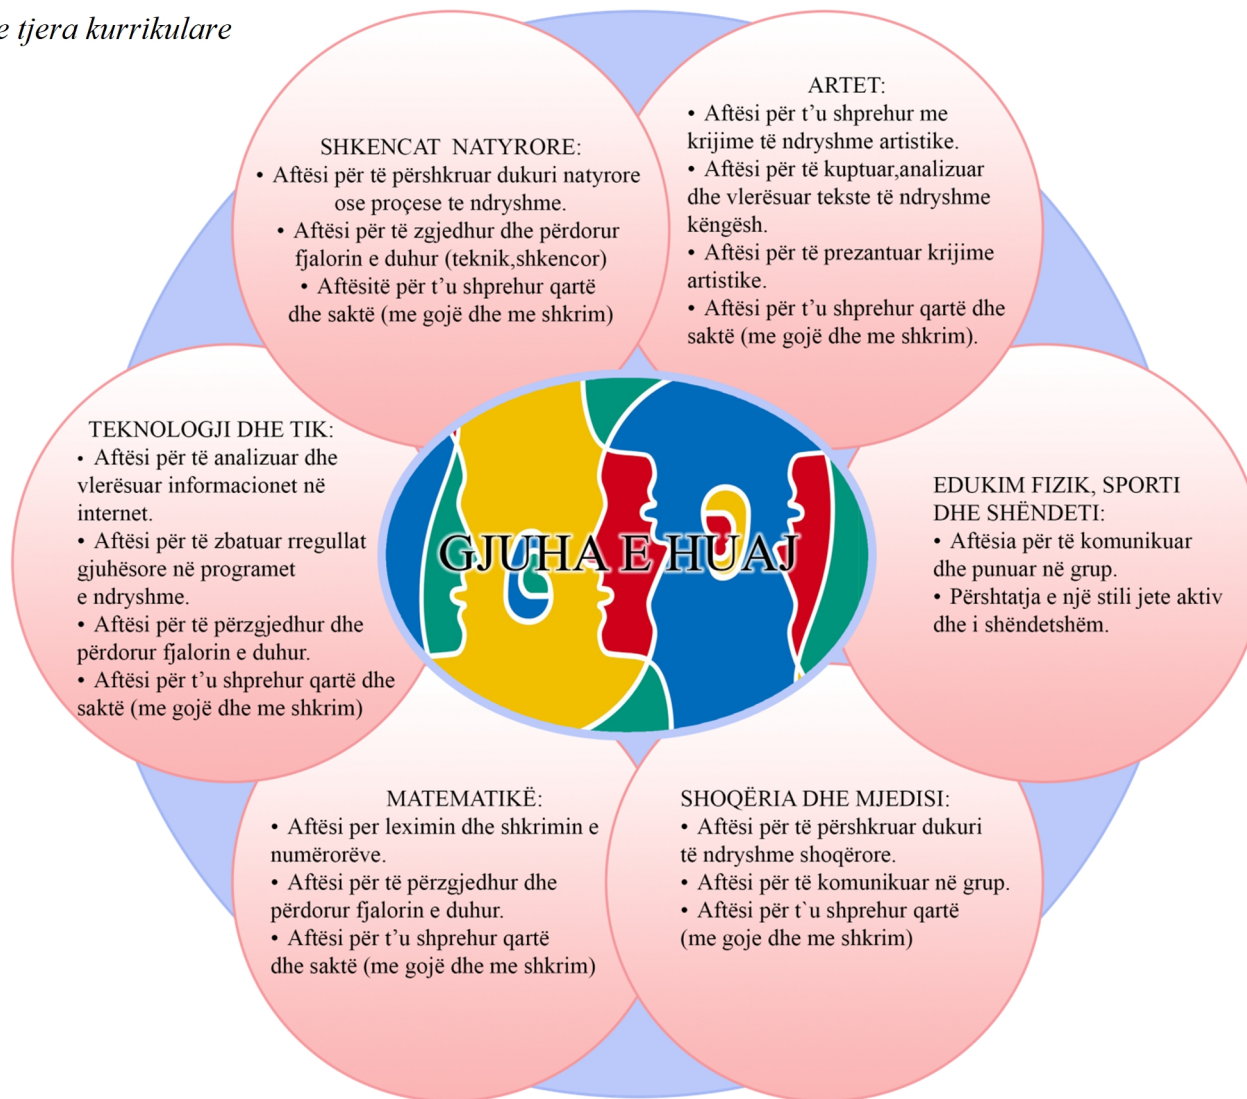 e tjera kurrikulare
SHKENCAT NATYRORE:
• Aftësi për të përshkruar dukuri natyrore
ose proçese te ndryshme.
• Aftësi për të zgjedhur dhe përdorur
fjalorin e duhur (teknik,shkencor)
• Aftësitë për t’u shprehur qartë
dhe saktë (me gojë dhe me shkrim)
ARTET:
• Aftësi për t’u shprehur me
krijime të ndryshme artistike.
• Aftësi për të kuptuar,analizuar
dhe vlerësuar tekste të ndryshme
këngësh.
• Aftësi për të prezantuar krijime
artistike.
• Aftësi për t’u shprehur qartë dhe
saktë (me gojë dhe me shkrim).
TEKNOLOGJI DHE TIK:
• Aftësi për të analizuar dhe
vlerësuar informacionet në
internet.
• Aftësi për të zbatuar rregullat
gjuhësore në programet
e ndryshme.
• Aftësi për të përzgjedhur dhe
përdorur fjalorin e duhur.
• Aftësi për t’u shprehur qartë dhe
saktë (me gojë dhe me shkrim)
GJUHA E HUAJ
EDUKIM FIZIK, SPORTI
DHE SHËNDETI:
• Aftësia për të komunikuar
dhe punuar në grup.
• Përshtatja e një stili jete aktiv
dhe i shëndetshëm.
MATEMATIKË:
• Aftësi per leximin dhe shkrimin e
numërorëve.
• Aftësi për të përzgjedhur dhe
përdorur fjalorin e duhur.
• Aftësi për t’u shprehur qartë
dhe saktë (me gojë dhe me shkrim)
SHOQËRIA DHE MJEDISI:
• Aftësi për të përshkruar dukuri
të ndryshme shoqërore.
• Aftësi për të komunikuar në grup.
• Aftësi për t`u shprehur qartë
(me goje dhe me shkrim)